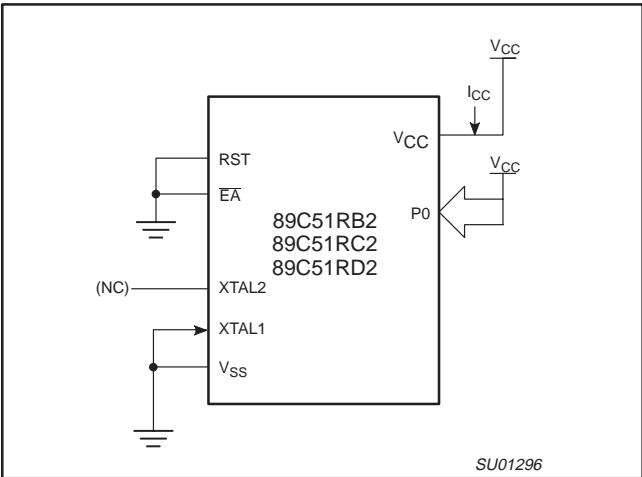 VCC
ICC
VCC
RST
VCC
EA
P0
89C51RB2
89C51RC2
89C51RD2
(NC)
XTAL2
XTAL1
VSS
SU01296